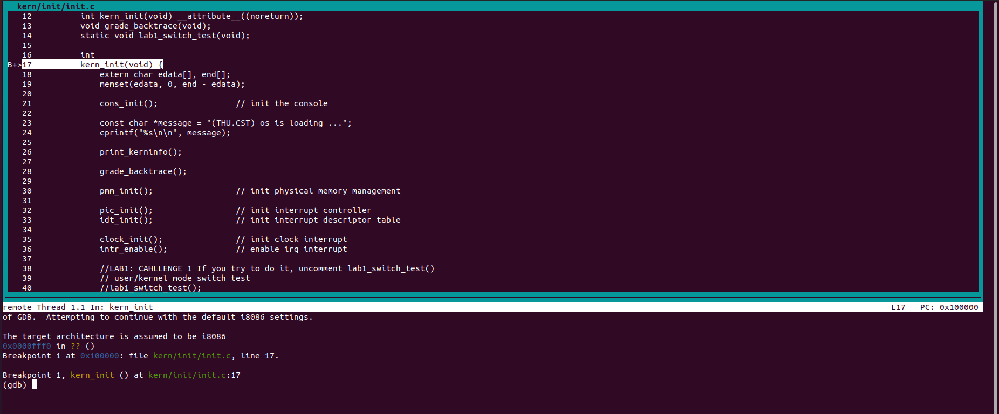 kern/init/init.c
12          int kern_init(void) __attribute__((noreturn));
13          void grade_backtrace(void);
14          static void lab1_switch_test(void);
15
16          int
B+>17          kern_init(void) {
18              extern char edata[], end[];
19              memset(edata, 0, end - edata);
20
21              cons_init();                // init the console
22
23              const char *message = "(THU.CST) os is loading ...";
24              cprintf("%s\n\n", message);
25
26              print_kerninfo();
27
28              grade_backtrace();
29
30              pmm_init();                 // init physical memory management
31
32              pic_init();                 // init interrupt controller
33              idt_init();                 // init interrupt descriptor table
34
35              clock_init();               // init clock interrupt
36              intr_enable();              // enable irq interrupt
37
38              //LAB1: CAHLLENGE 1 If you try to do it, uncomment lab1_switch_test()
39              // user/kernel mode switch test
40              //lab1_switch_test();
remote Thread 1.1 In: kern_init                    L17   PC: 0x100000
of GDB.  Attempting to continue with the default i8086 settings.
The target architecture is assumed to be i8086
0x0000fff0 in ?? ()
Breakpoint 1 at 0x100000: file kern/init/init.c, line 17.
Breakpoint 1, kern_init () at kern/init/init.c:17
(gdb)